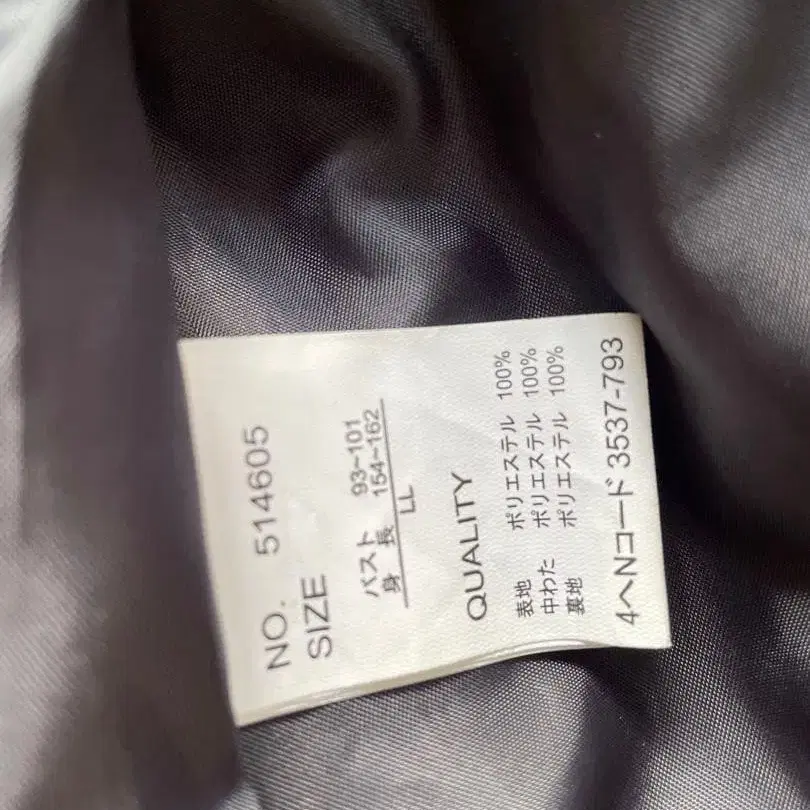 NO. 514605
SIZE
バスト 93~101
身 長 154~162
LL
QUALITY
表地 ポリエステル 100%
中わた ポリエステル 100%
裏地 ポリエステル 100%
4ヘNコード 3537-793